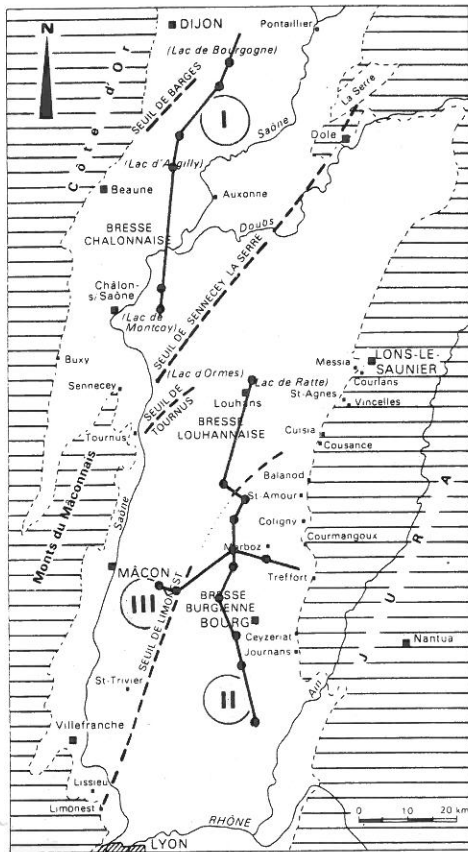 N
DIJON
Pontaillier
(Lac de Bourgogne)
Côte d'Or
SEUIL DE BARGES
I
La Serre
Saône
Dole
(Lac d'Argilly)
Beaune
Auxonne
Doubs
BRESSE
CHALONNAISE
SEUIL DE SENNECEY LA SERRE
Châlon-
s/Saône
(Lac de
Montcoy)
Buxy
(Lac d'Ormes)
(Lac de Ratte)
Messia
LONS-LE-
SAUNIER
Courlans
Sennecey
SEUIL DE
TOURNUS
Louhans
St-Agnes
Vincelles
BRESSE
LOUHANNAISE
Tournus
Cuisia
Cousance
Monts du Mâconnais
Saône
Balanod
St-Amour
Coligny
Marboz
Courmangoux
MÂCON
Treffort
III
BRESSE
BURGIENNE
BOURG
SEUIL DE LIMONEST
Ceyzeriat
Journans
JURA
Nantua
St-Trivier
II
Ain
Villefranche
Lissieu
Limonest
RHÔNE
LYON
0 10 20 km